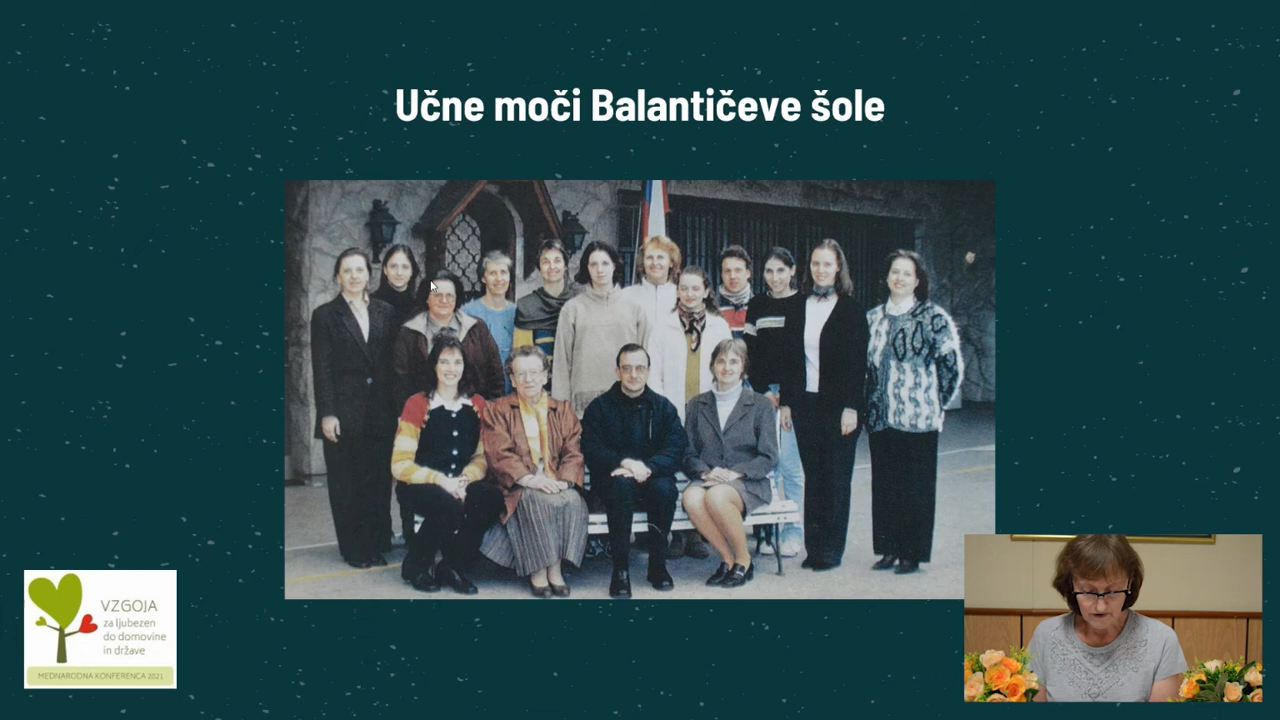 Učne moči Balantičeve šole
VZGOJA
za ljubezen
do domovine
in države
MEDNARODNA KONFERENCA 2021